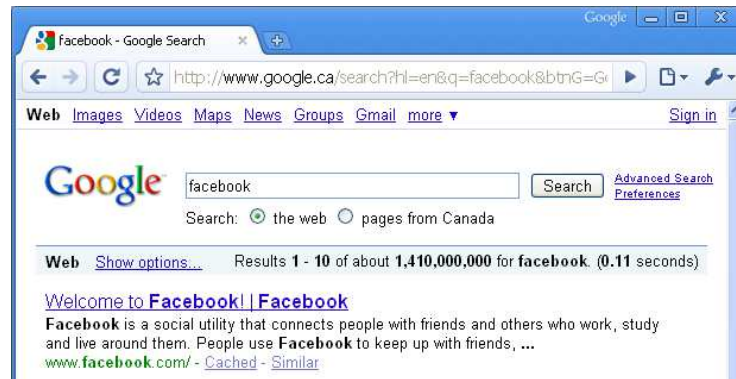 Google
facebook - Google Search
http://www.google.ca/search?hl=en&q=facebook&btnG=G
Web Images Videos Maps News Groups Gmail more ▼ Sign in
Google facebook Search Advanced Search
Preferences
Search: the web pages from Canada
Web Show options... Results 1 - 10 of about 1,410,000,000 for facebook. (0.11 seconds)
Welcome to Facebook! | Facebook
Facebook is a social utility that connects people with friends and others who work, study
and live around them. People use Facebook to keep up with friends, ...
www.facebook.com/ - Cached - Similar